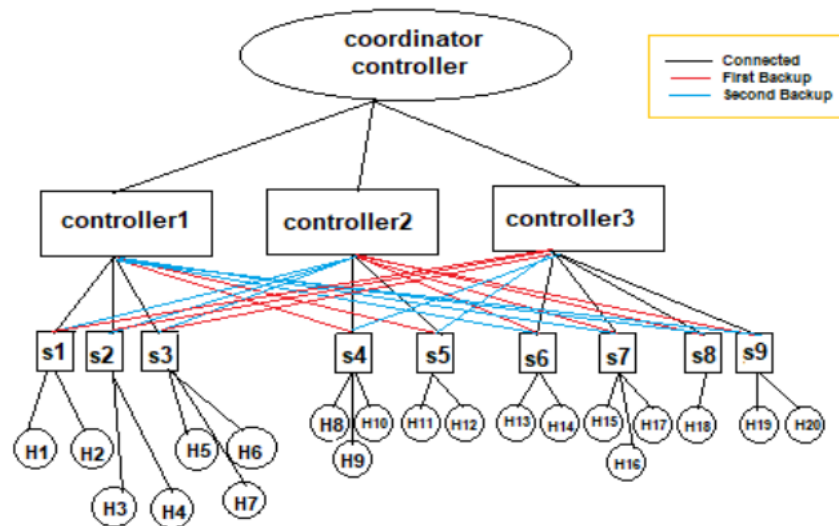 coordinator
controller
Connected
First Backup
Second Backup
controller1
controller2
controller3
s1
s2
s3
s4
s5
s6
s7
s8
s9
H1
H2
H3
H4
H5
H6
H7
H8
H9
H10
H11
H12
H13
H14
H15
H16
H17
H18
H19
H20